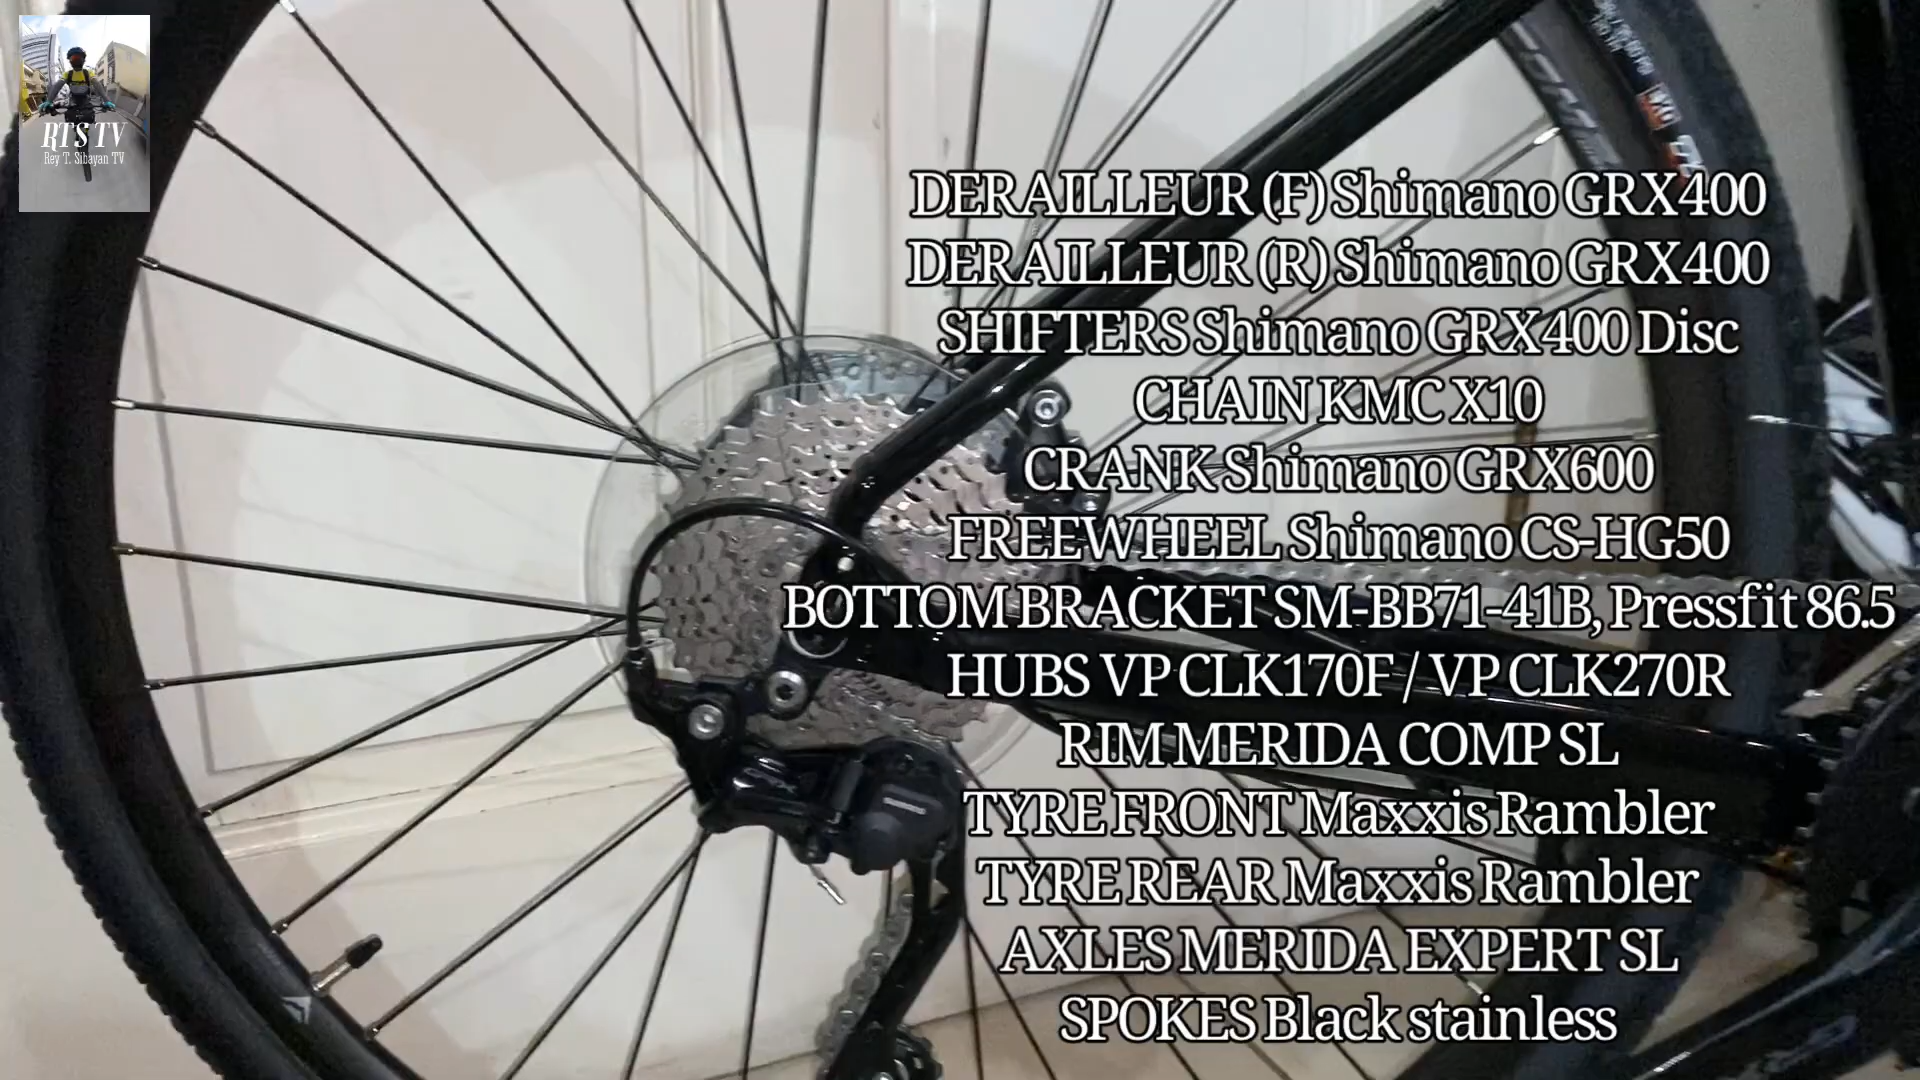 RTS TV
Rey T. Sibayan TV
DERAILLEUR (F) Shimano GRX400
DERAILLEUR (R) Shimano GRX400
SHIFTERS Shimano GRX400 Disc
CHAIN KMC X10
CRANK Shimano GRX600
FREEWHEEL Shimano CS-HG50
BOTTOM BRACKET SM-BB71-41B, Pressfit 86.5
HUBS VP CLK170F / VP CLK270R
RIM MERIDA COMP SL
TYRE FRONT Maxxis Rambler
TYRE REAR Maxxis Rambler
AXLES MERIDA EXPERT SL
SPOKES Black stainless
SHIMANO